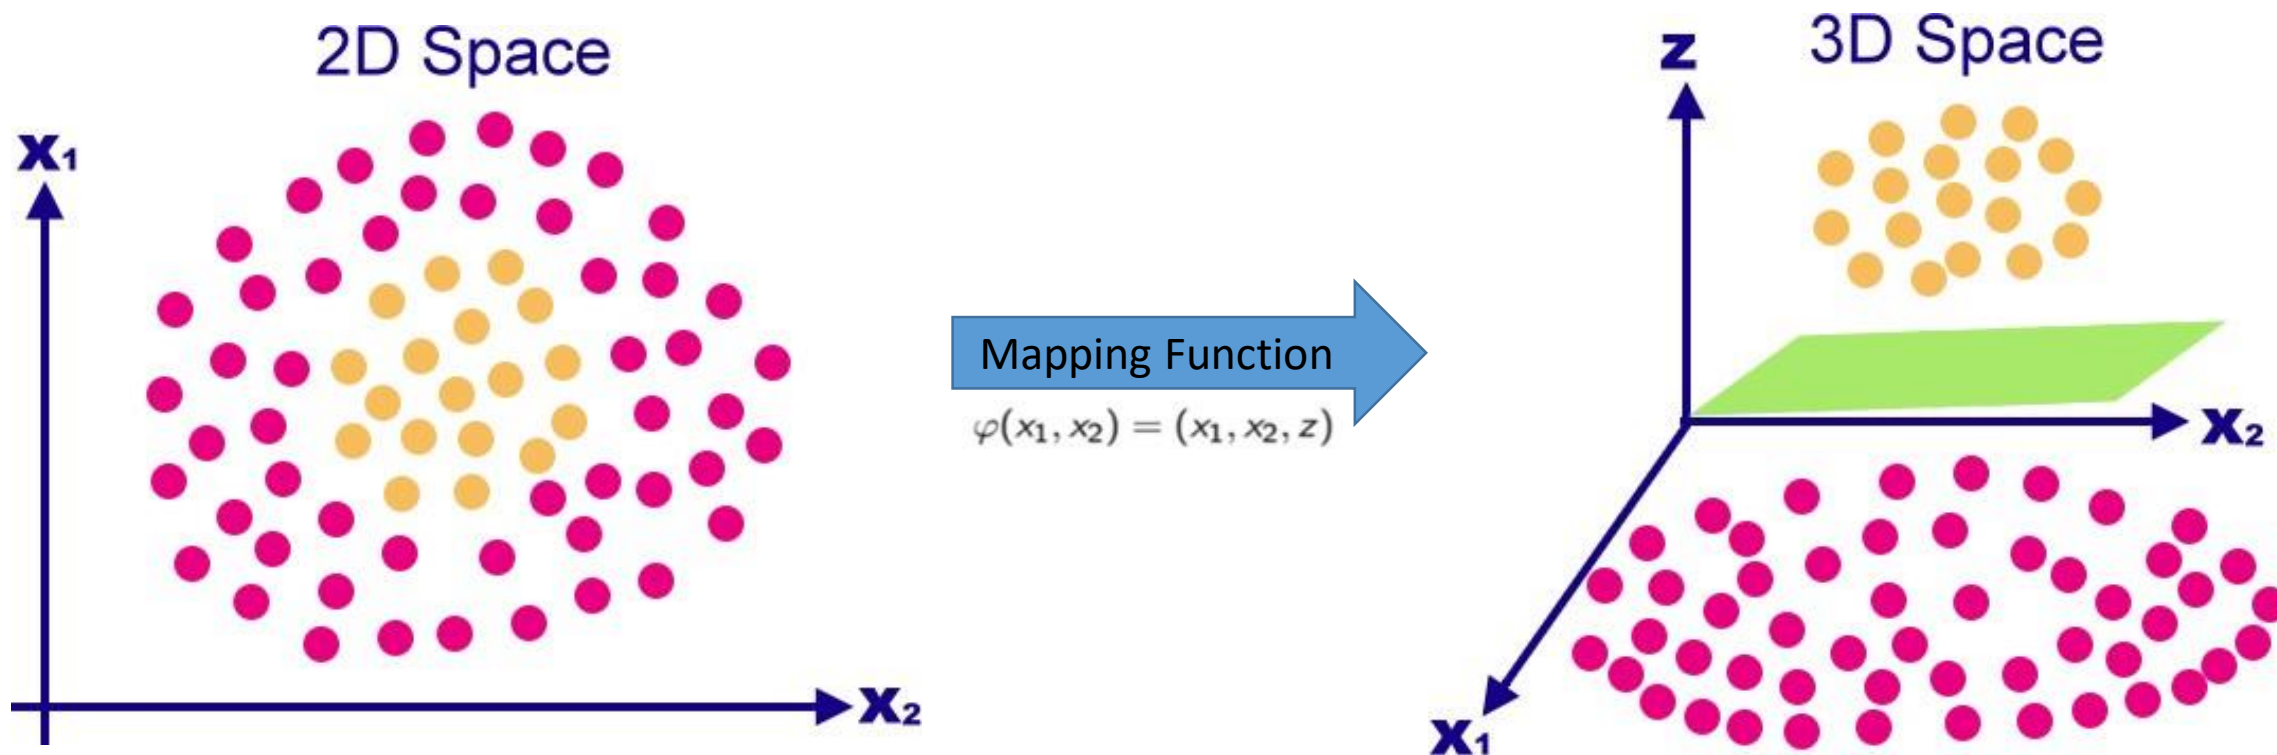 2D Space
x₁
x₂
Mapping Function
φ(x₁, x₂) = (x₁, x₂, z)
3D Space
z
x₂
x₁